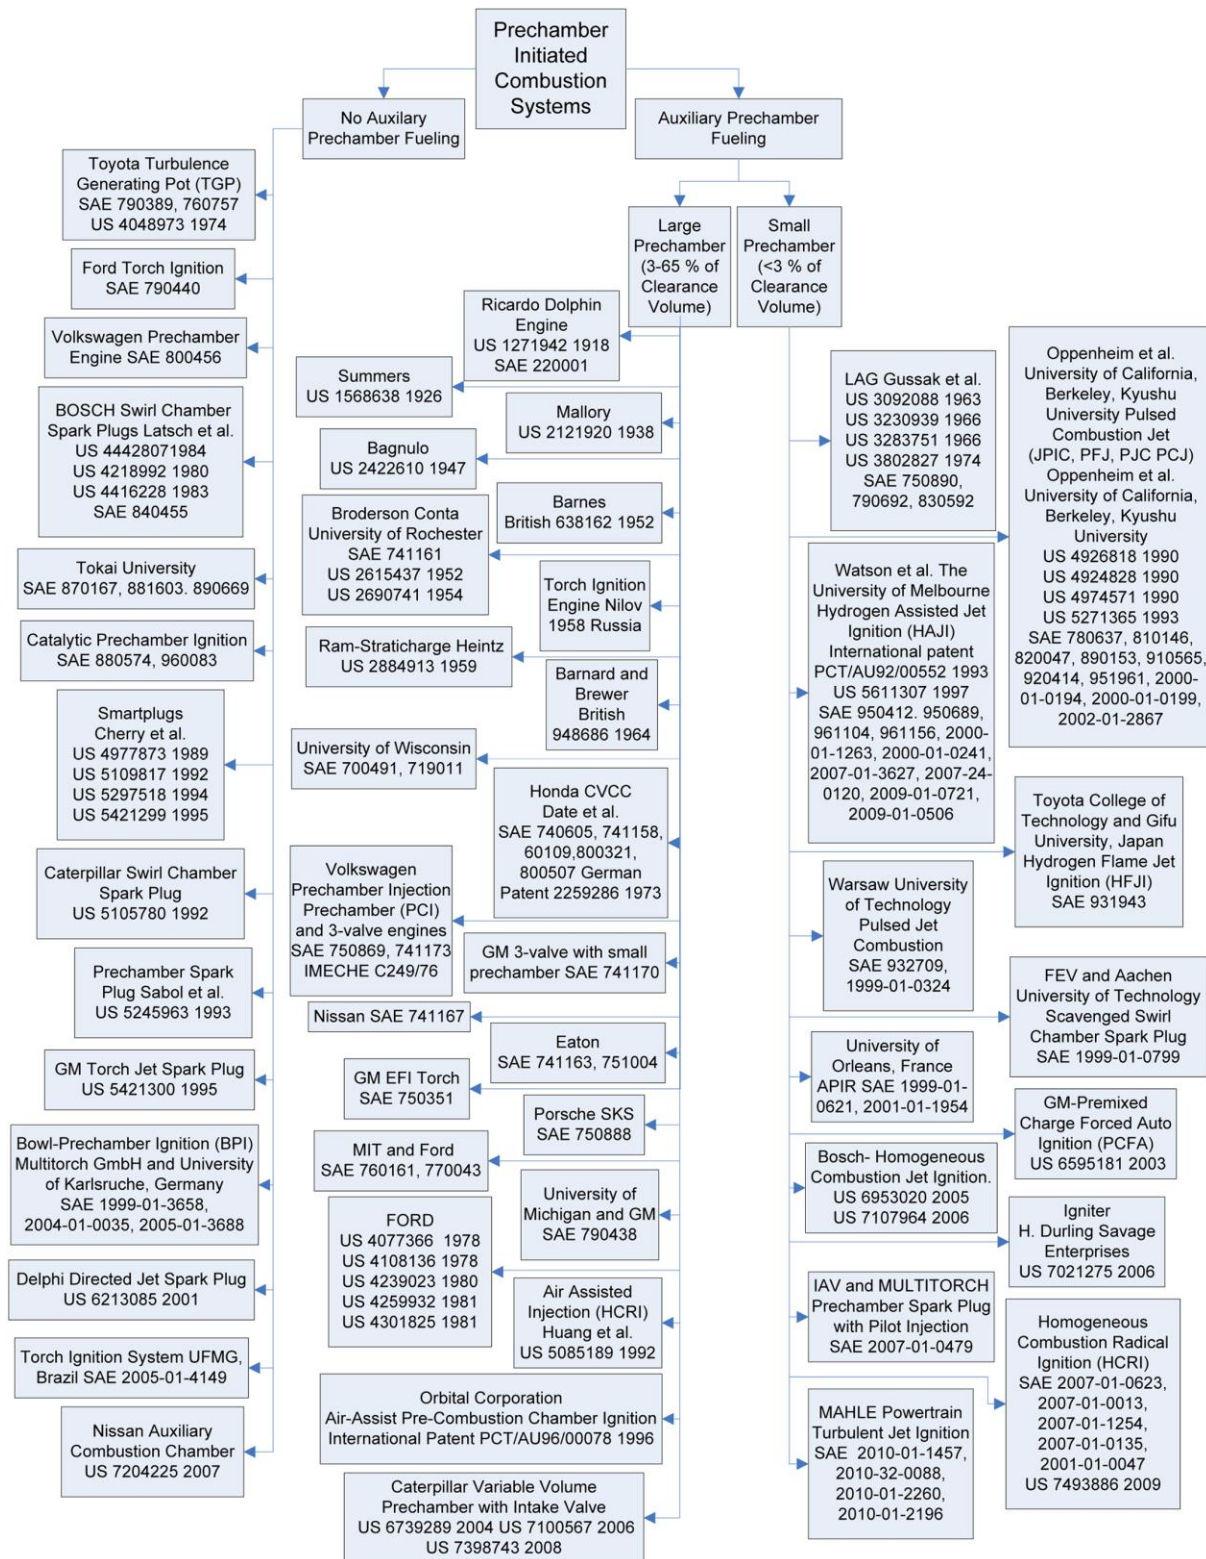 Prechamber
Initiated
Combustion
Systems
No Auxilary
Prechamber Fueling
Auxiliary Prechamber
Fueling
Toyota Turbulence
Generating Pot (TGP)
SAE 790389, 760757
US 4048973 1974
Ford Torch Ignition
SAE 790440
Volkswagen Prechamber
Engine SAE 800456
BOSCH Swirl Chamber
Spark Plugs Latsch et al.
US 44428071984
US 4218992 1980
US 4416228 1983
SAE 840455
Tokai University
SAE 870167, 881603. 890669
Catalytic Prechamber Ignition
SAE 880574, 960083
Smartplugs
Cherry et al.
US 4977873 1989
US 5109817 1992
US 5297518 1994
US 5421299 1995
Caterpillar Swirl Chamber
Spark Plug
US 5105780 1992
Prechamber Spark
Plug Sabol et al.
US 5245963 1993
GM Torch Jet Spark Plug
US 5421300 1995
Bowl-Prechamber Ignition (BPI)
Multitorch GmbH and University
of Karlsruche, Germany
SAE 1999-01-3658,
2004-01-0035, 2005-01-3688
Delphi Directed Jet Spark Plug
US 6213085 2001
Torch Ignition System UFMG,
Brazil SAE 2005-01-4149
Nissan Auxiliary
Combustion Chamber
US 7204225 2007
Large
Prechamber
(3-65 % of
Clearance
Volume)
Ricardo Dolphin
Engine
US 1271942 1918
SAE 220001
Summers
US 1568638 1926
Mallory
US 2121920 1938
Bagnulo
US 2422610 1947
Barnes
British 638162 1952
Broderson Conta
University of Rochester
SAE 741161
US 2615437 1952
US 2690741 1954
Torch Ignition
Engine Nilov
1958 Russia
Ram-Straticharge Heintz
US 2884913 1959
Barnard and
Brewer
British
948686 1964
University of Wisconsin
SAE 700491, 719011
Honda CVCC
Date et al.
SAE 740605, 741158,
60109,800321,
800507 German
Patent 2259286 1973
Volkswagen
Prechamber Injection
Prechamber (PCI)
and 3-valve engines
SAE 750869, 741173
IMECHE C249/76
GM 3-valve with small
prechamber SAE 741170
Nissan SAE 741167
Eaton
SAE 741163, 751004
GM EFI Torch
SAE 750351
Porsche SKS
SAE 750888
MIT and Ford
SAE 760161, 770043
University of
Michigan and GM
SAE 790438
FORD
US 4077366 1978
US 4108136 1978
US 4239023 1980
US 4259932 1981
US 4301825 1981
Air Assisted
Injection (HCRI)
Huang et al.
US 5085189 1992
Orbital Corporation
Air-Assist Pre-Combustion Chamber Ignition
International Patent PCT/AU96/00078 1996
Caterpillar Variable Volume
Prechamber with Intake Valve
US 6739289 2004 US 7100567 2006
US 7398743 2008
Small
Prechamber
(<3 % of
Clearance
Volume)
LAG Gussak et al.
US 3092088 1963
US 3230939 1966
US 3283751 1966
US 3802827 1974
SAE 750890,
790692, 830592
Oppenheim et al.
University of California,
Berkeley, Kyushu
University Pulsed
Combustion Jet
(JPIC, PFJ, PJC PCJ)
Oppenheim et al.
University of California,
Berkeley, Kyushu
University
US 4926818 1990
US 4924828 1990
US 4974571 1990
US 5271365 1993
SAE 780637, 810146,
820047, 890153, 910565,
920414, 951961, 2000-
01-0194, 2000-01-0199,
2002-01-2867
Watson et al. The
University of Melbourne
Hydrogen Assisted Jet
Ignition (HAJI)
International patent
PCT/AU92/00552 1993
US 5611307 1997
SAE 950412. 950689,
961104, 961156, 2000-
01-1263, 2000-01-0241,
2007-01-3627, 2007-24-
0120, 2009-01-0721,
2009-01-0506
Toyota College of
Technology and Gifu
University, Japan
Hydrogen Flame Jet
Ignition (HFJI)
SAE 931943
Warsaw University
of Technology
Pulsed Jet
Combustion
SAE 932709,
1999-01-0324
FEV and Aachen
University of Technology
Scavenged Swirl
Chamber Spark Plug
SAE 1999-01-0799
University of
Orleans, France
APIR SAE 1999-01-
0621, 2001-01-1954
GM-Premixed
Charge Forced Auto
Ignition (PCFA)
US 6595181 2003
Bosch- Homogeneous
Combustion Jet Ignition.
US 6953020 2005
US 7107964 2006
Igniter
H. Durling Savage
Enterprises
US 7021275 2006
IAV and MULTITORCH
Prechamber Spark Plug
with Pilot Injection
SAE 2007-01-0479
Homogeneous
Combustion Radical
Ignition (HCRI)
SAE 2007-01-0623,
2007-01-0013,
2007-01-1254,
2007-01-0135,
2001-01-0047
US 7493886 2009
MAHLE Powertrain
Turbulent Jet Ignition
SAE 2010-01-1457,
2010-32-0088,
2010-01-2260,
2010-01-2196